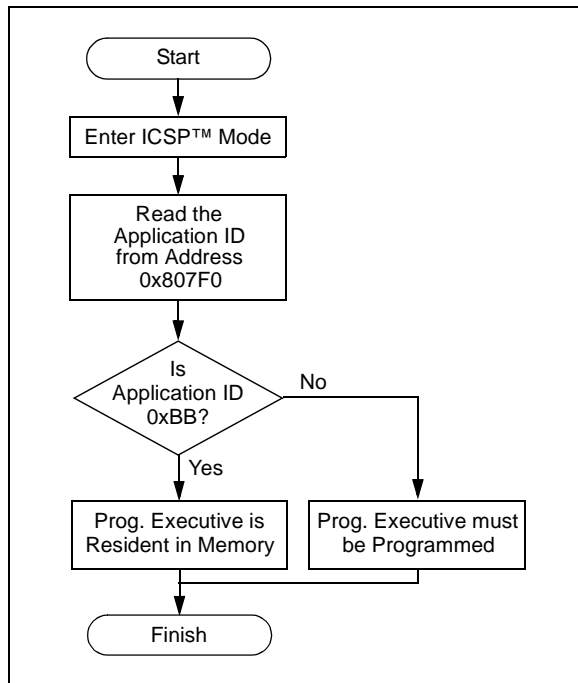 Start
Enter ICSP™ Mode
Read the
Application ID
from Address
0x807F0
Is
Application ID
0xBB?
No
Yes
Prog. Executive is
Resident in Memory
Prog. Executive must
be Programmed
Finish